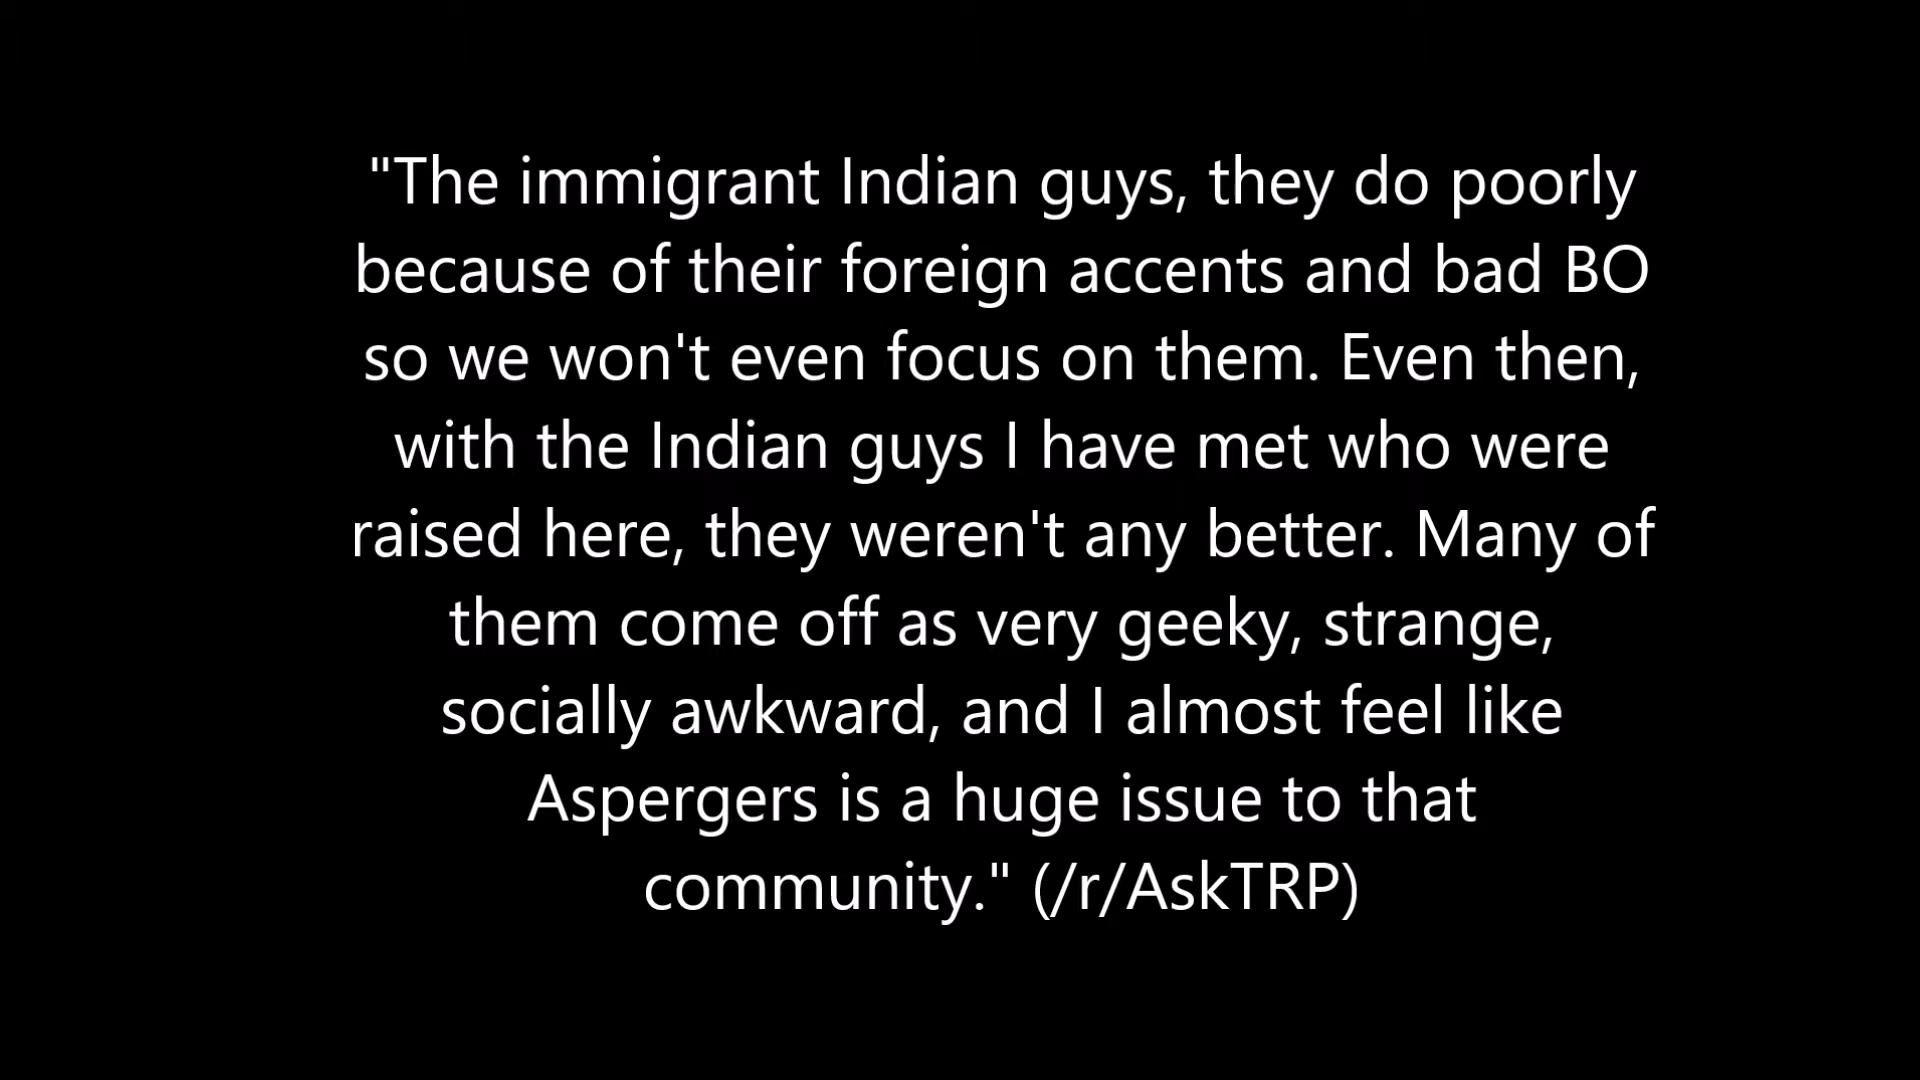 "The immigrant Indian guys, they do poorly
because of their foreign accents and bad BO
so we won't even focus on them. Even then,
with the Indian guys I have met who were
raised here, they weren't any better. Many of
them come off as very geeky, strange,
socially awkward, and I almost feel like
Aspergers is a huge issue to that
community." (/r/AskTRP)